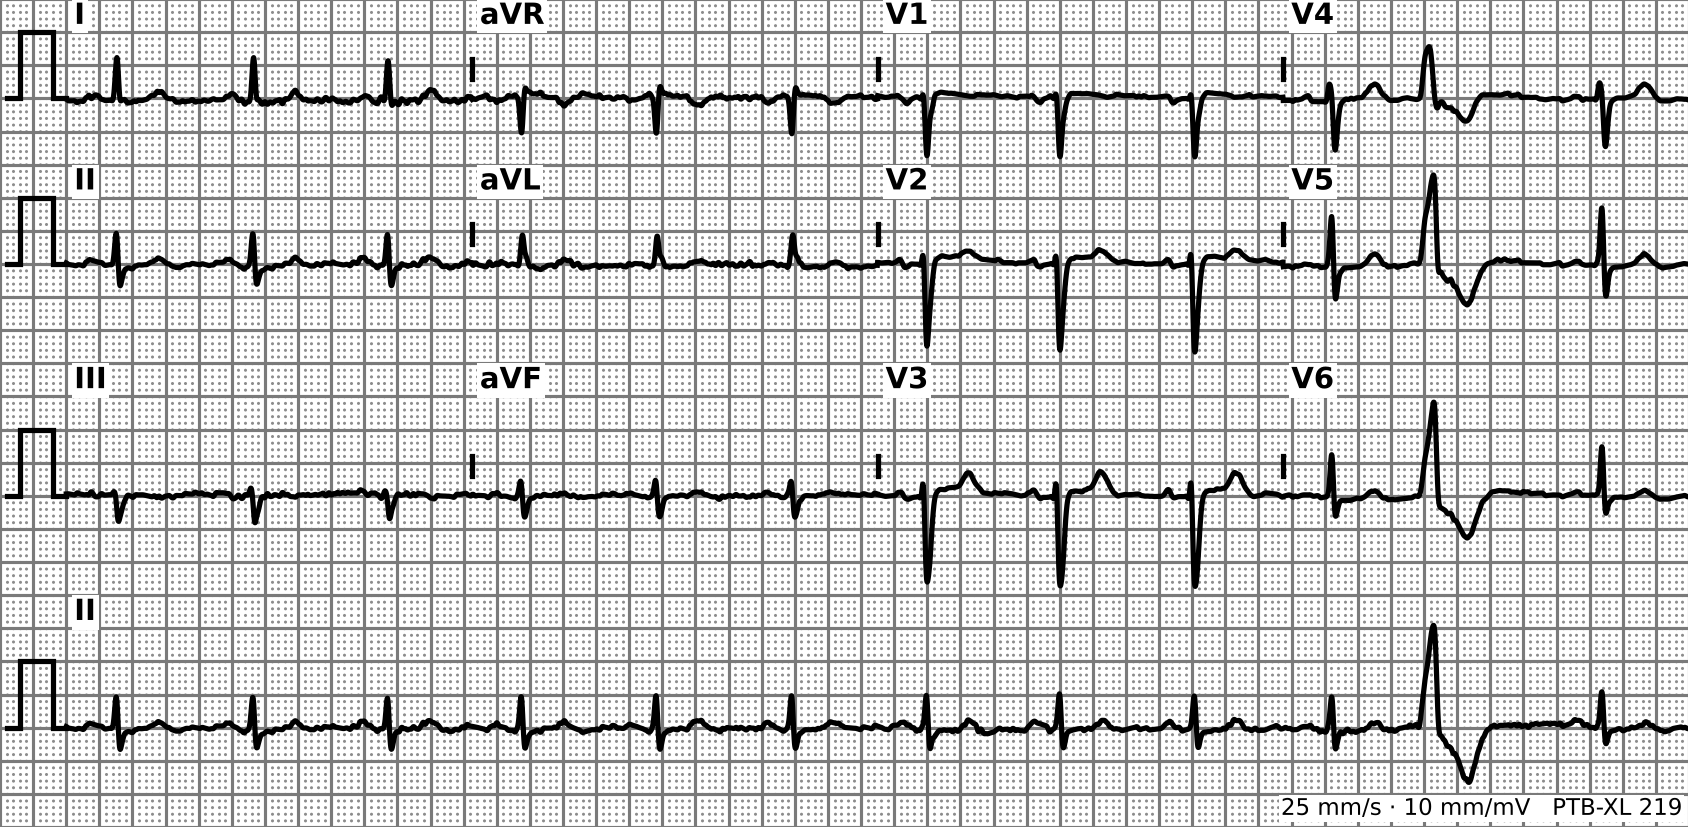 I aVR V1 V4
II aVL V2 V5
III aVF V3 V6
II
25 mm/s · 10 mm/mV PTB-XL 219